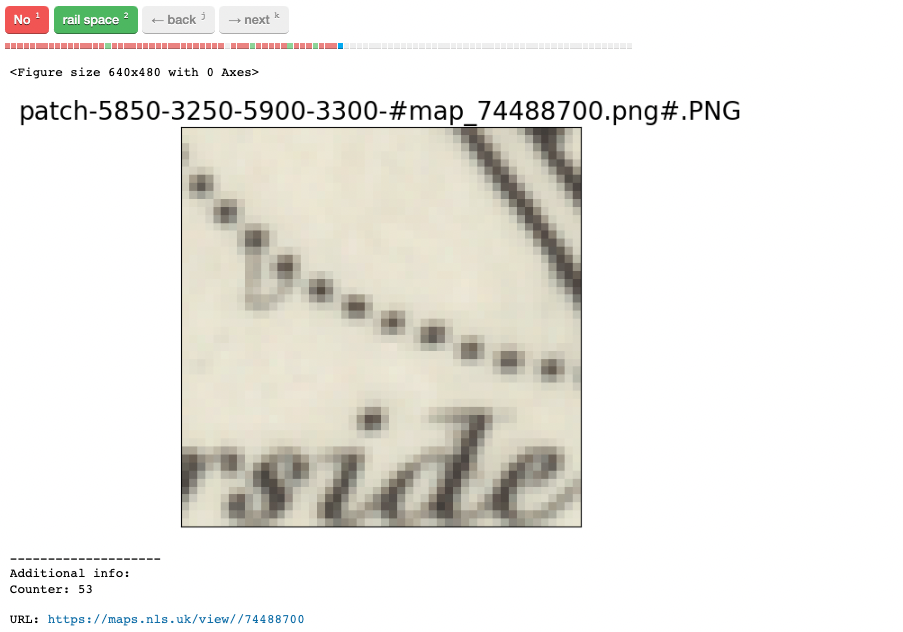 No 1 rail space 2 ← back j → next k
<Figure size 640x480 with 0 Axes>
patch-5850-3250-5900-3300-#map_74488700.png#.PNG
rside
--------------------
Additional info:
Counter: 53
URL: https://maps.nls.uk/view//74488700